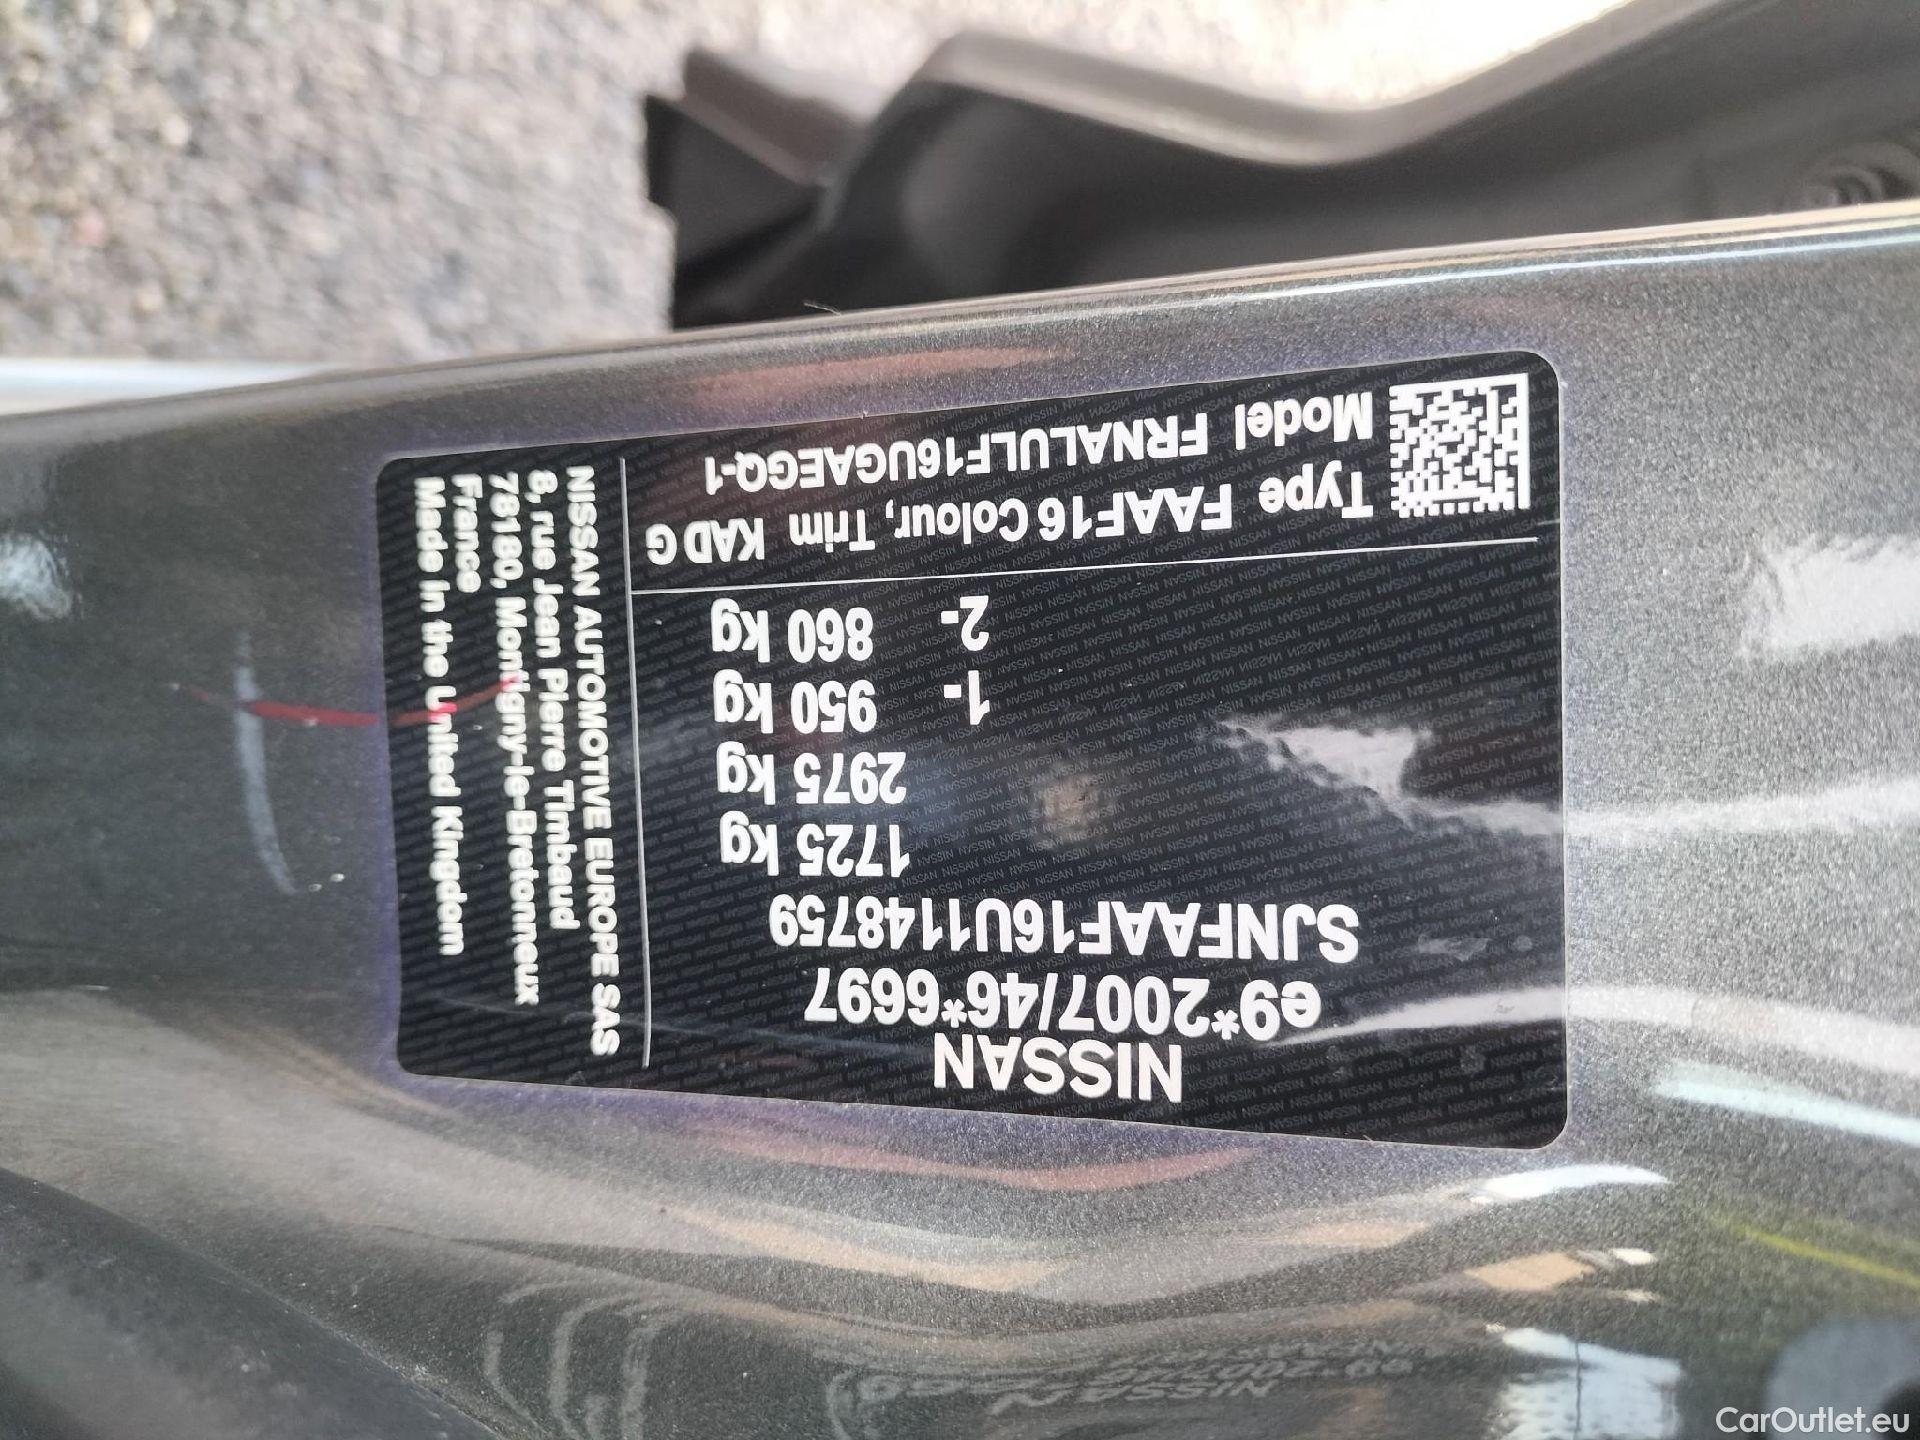 NISSAN
e9*2007/46*6697
SJNFAAF16U1148759
1725 kg
2975 kg
1- 950 kg
2- 860 kg
Type FAAF16 Colour, Trim KAD G
Model FRNALULF16UGAEGQ-1
NISSAN AUTOMOTIVE EUROPE SAS
8, rue Jean Pierre Timbaud
78180, Montigny-le-Bretonneux
France
Made in the United Kingdom
CarOutlet.eu